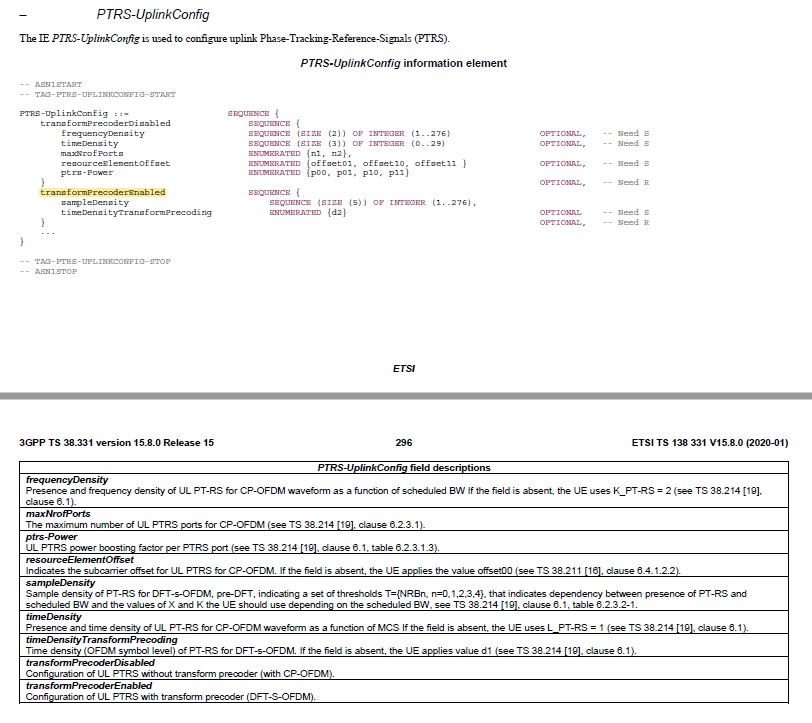 – PTRS-UplinkConfig
The IE PTRS-UplinkConfig is used to configure uplink Phase-Tracking-Reference-Signals (PTRS).
PTRS-UplinkConfig information element
-- ASN1START
-- TAG-PTRS-UPLINKCONFIG-START
PTRS-UplinkConfig ::= SEQUENCE {
transformPrecoderDisabled SEQUENCE {
frequencyDensity SEQUENCE (SIZE (2)) OF INTEGER (1..276) OPTIONAL, -- Need S
timeDensity SEQUENCE (SIZE (3)) OF INTEGER (0..29) OPTIONAL, -- Need S
maxNrofPorts ENUMERATED {n1, n2},
resourceElementOffset ENUMERATED {offset01, offset10, offset11 } OPTIONAL, -- Need S
ptrs-Power ENUMERATED {p00, p01, p10, p11}
} OPTIONAL, -- Need R
transformPrecoderEnabled SEQUENCE {
sampleDensity SEQUENCE (SIZE (5)) OF INTEGER (1..276),
timeDensityTransformPrecoding ENUMERATED {d2} OPTIONAL -- Need S
} OPTIONAL, -- Need R
...
}
-- TAG-PTRS-UPLINKCONFIG-STOP
-- ASN1STOP
ETSI
3GPP TS 38.331 version 15.8.0 Release 15 296 ETSI TS 138 331 V15.8.0 (2020-01)
PTRS-UplinkConfig field descriptions
frequencyDensity
Presence and frequency density of UL PT-RS for CP-OFDM waveform as a function of scheduled BW If the field is absent, the UE uses K_PT-RS = 2 (see TS 38.214 [19],
clause 6.1).
maxNrofPorts
The maximum number of UL PTRS ports for CP-OFDM (see TS 38.214 [19], clause 6.2.3.1).
ptrs-Power
UL PTRS power boosting factor per PTRS port (see TS 38.214 [19], clause 6.1, table 6.2.3.1.3).
resourceElementOffset
Indicates the subcarrier offset for UL PTRS for CP-OFDM. If the field is absent, the UE applies the value offset00 (see TS 38.211 [16], clause 6.4.1.2.2).
sampleDensity
Sample density of PT-RS for DFT-s-OFDM, pre-DFT, indicating a set of thresholds T={NRBn, n=0,1,2,3,4}, that indicates dependency between presence of PT-RS and
scheduled BW and the values of X and K the UE should use depending on the scheduled BW, see TS 38.214 [19], clause 6.1, table 6.2.3.2-1.
timeDensity
Presence and time density of UL PT-RS for CP-OFDM waveform as a function of MCS If the field is absent, the UE uses L_PT-RS = 1 (see TS 38.214 [19], clause 6.1).
timeDensityTransformPrecoding
Time density (OFDM symbol level) of PT-RS for DFT-s-OFDM. If the field is absent, the UE applies value d1 (see TS 38.214 [19], clause 6.1).
transformPrecoderDisabled
Configuration of UL PTRS without transform precoder (with CP-OFDM).
transformPrecoderEnabled
Configuration of UL PTRS with transform precoder (DFT-S-OFDM).